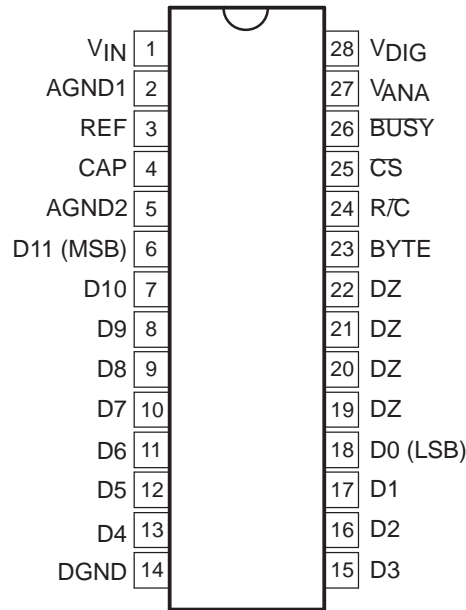 VIN 1 28 VDIG
AGND1 2 27 VANA
REF 3 26 B̅U̅S̅Y̅
CAP 4 25 C̅S̅
AGND2 5 24 R/C̅
D11 (MSB) 6 23 BYTE
D10 7 22 DZ
D9 8 21 DZ
D8 9 20 DZ
D7 10 19 DZ
D6 11 18 D0 (LSB)
D5 12 17 D1
D4 13 16 D2
DGND 14 15 D3